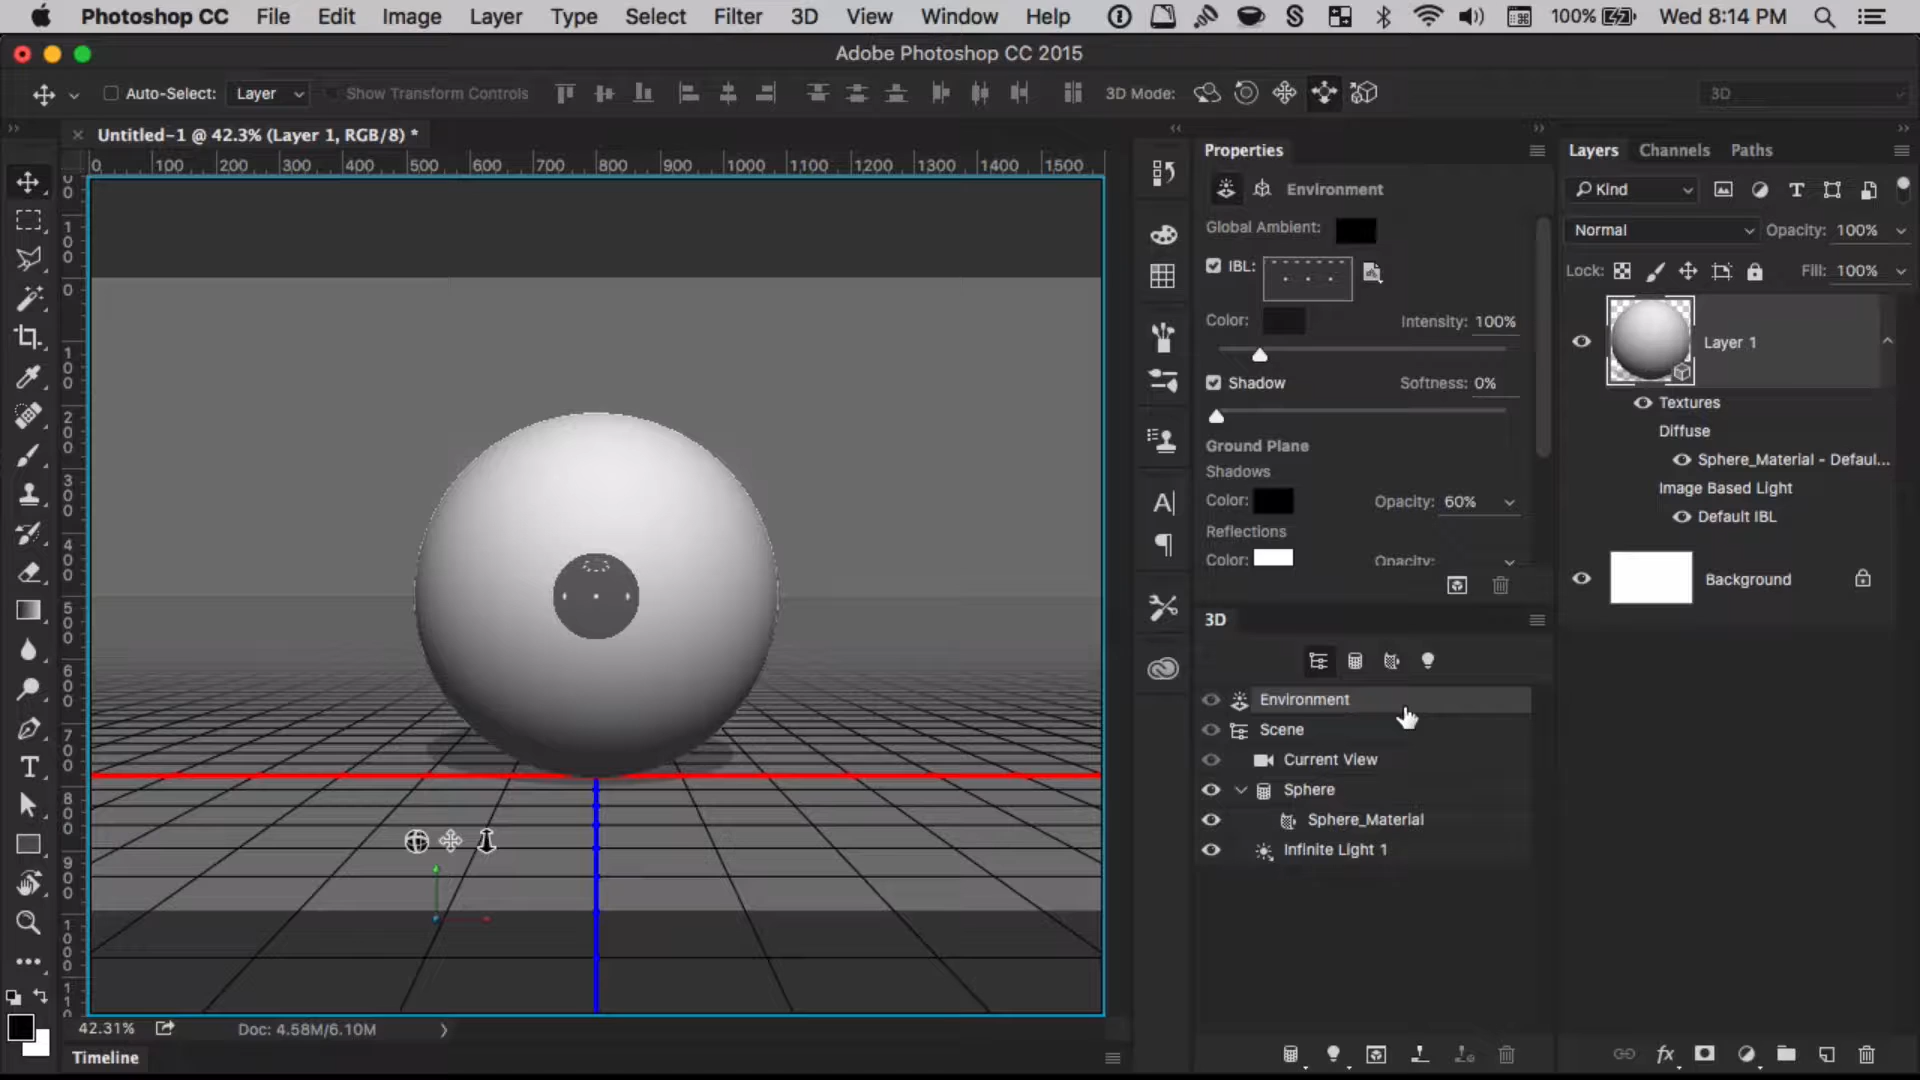 Photoshop CC File Edit Image Layer Type Select Filter 3D View Window Help 100% Wed 8:14 PM
Adobe Photoshop CC 2015
Auto-Select: Layer Show Transform Controls 3D Mode: 3D
Untitled-1 @ 42.3% (Layer 1, RGB/8) *
0 100 200 300 400 500 600 700 800 900 1000 1100 1200 1300 1400 1500
Properties
Environment
Global Ambient:
IBL:
Color: Intensity: 100%
Shadow Softness: 0%
Ground Plane
Shadows
Color: Opacity: 60%
Reflections
Color: Opacity:
3D
Environment
Scene
Current View
Sphere
Sphere_Material
Infinite Light 1
Layers Channels Paths
Kind
Normal Opacity: 100%
Lock: Fill: 100%
Layer 1
Textures
Diffuse
Sphere_Material - Defaul...
Image Based Light
Default IBL
Background
42.31% Doc: 4.58M/6.10M
Timeline